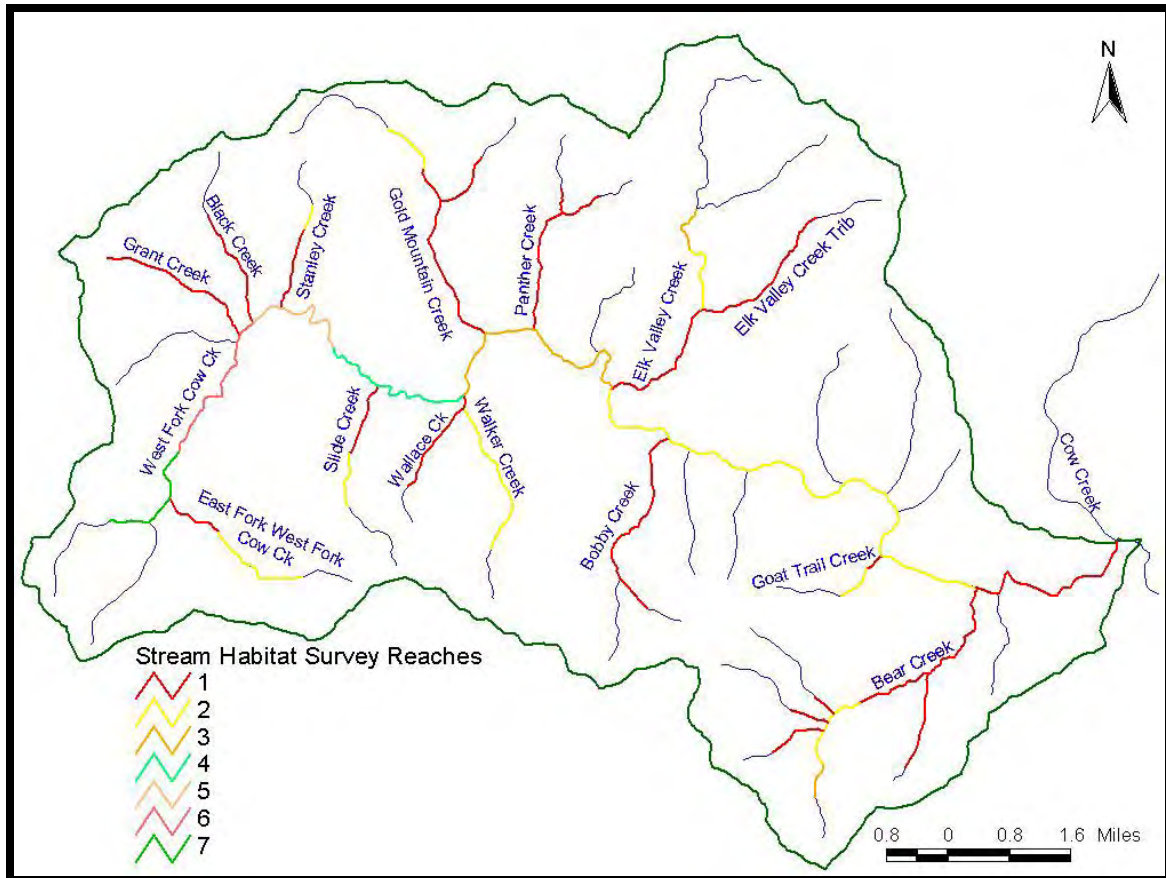 N
Black Creek
Grant Creek
Stanley Creek
Gold Mountain Creek
Panther Creek
Elk Valley Creek
Elk Valley Creek Trib
West Fork Cow Ck
Slide Creek
Wallace Ck
Walker Creek
Cow Creek
East Fork West Fork
Cow Ck
Bobby Creek
Goat Trail Creek
Bear Creek
Stream Habitat Survey Reaches
1
2
3
4
5
6
7
0.8 0 0.8 1.6 Miles